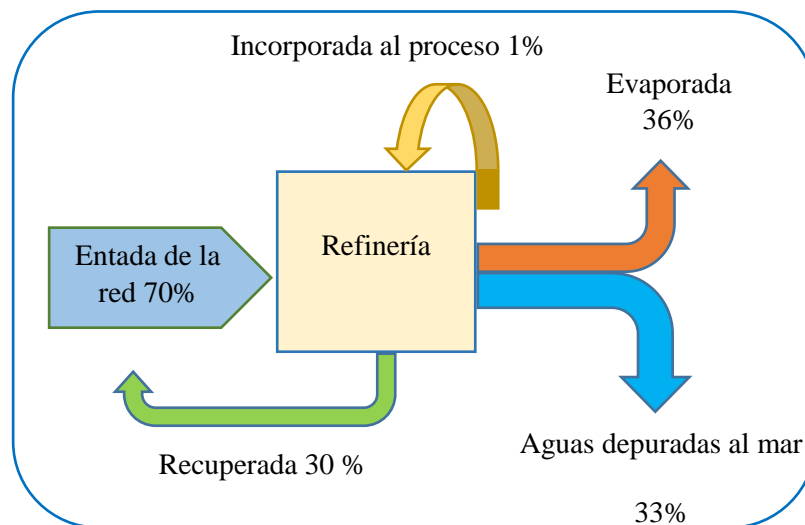 Incorporada al proceso 1%
Evaporada
36%
Refinería
Entada de la
red 70%
Recuperada 30 %
Aguas depuradas al mar
33%